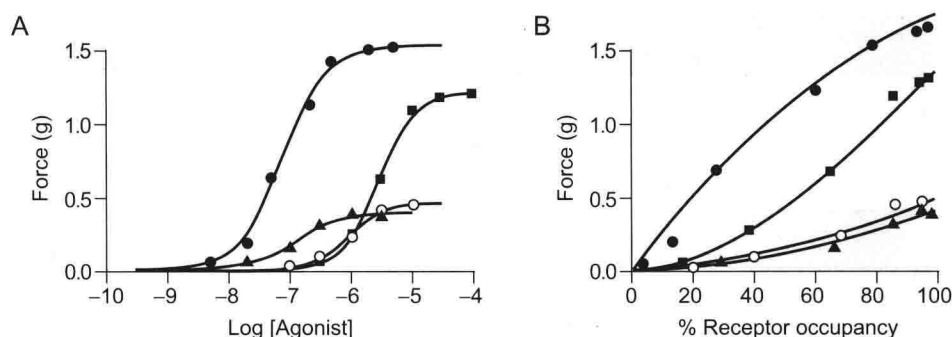 A
Force (g)
1.5
1.0
0.5
0.0
–10 –9 –8 –7 –6 –5 –4
Log [Agonist]
B
Force (g)
1.5
1.0
0.5
0.0
0 20 40 60 80 100
% Receptor occupancy